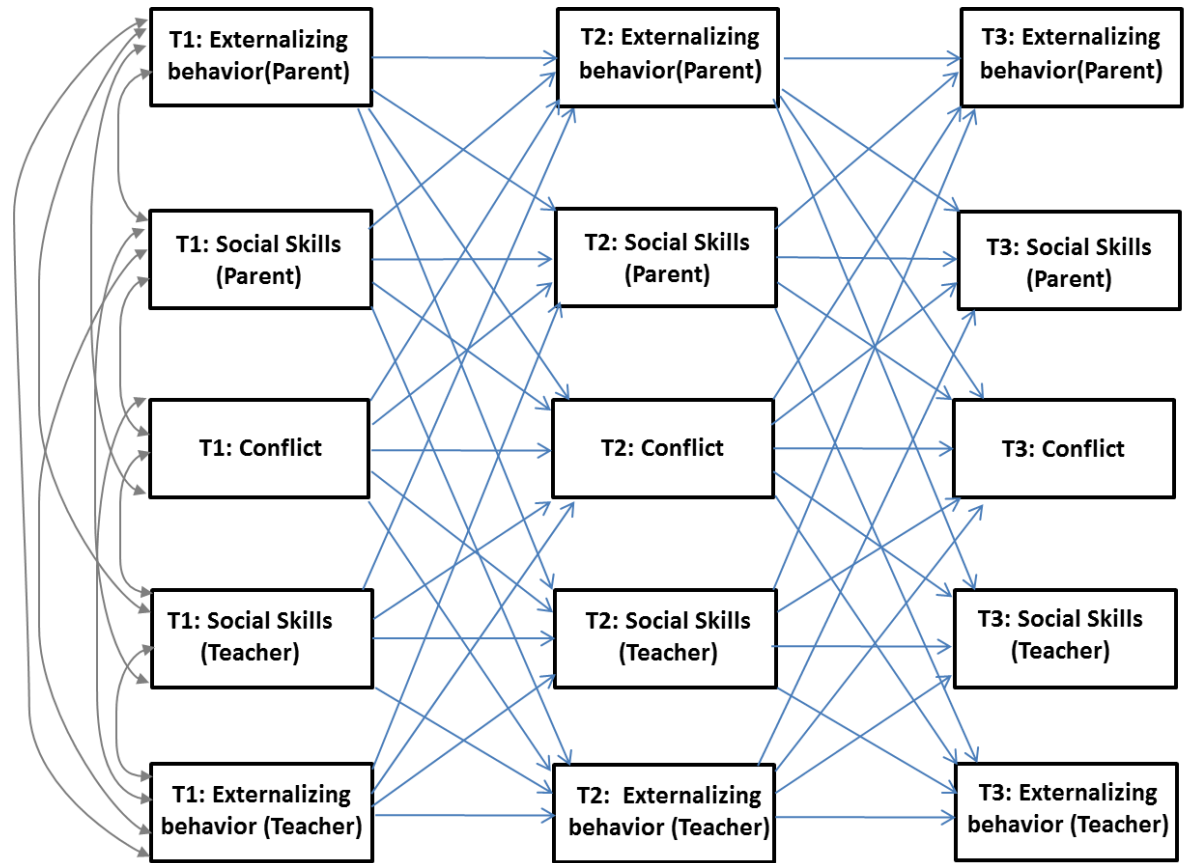 T1: Externalizing
behavior(Parent)
T2: Externalizing
behavior(Parent)
T3: Externalizing
behavior(Parent)
T1: Social Skills
(Parent)
T2: Social Skills
(Parent)
T3: Social Skills
(Parent)
T1: Conflict
T2: Conflict
T3: Conflict
T1: Social Skills
(Teacher)
T2: Social Skills
(Teacher)
T3: Social Skills
(Teacher)
T1: Externalizing
behavior (Teacher)
T2: Externalizing
behavior (Teacher)
T3: Externalizing
behavior (Teacher)